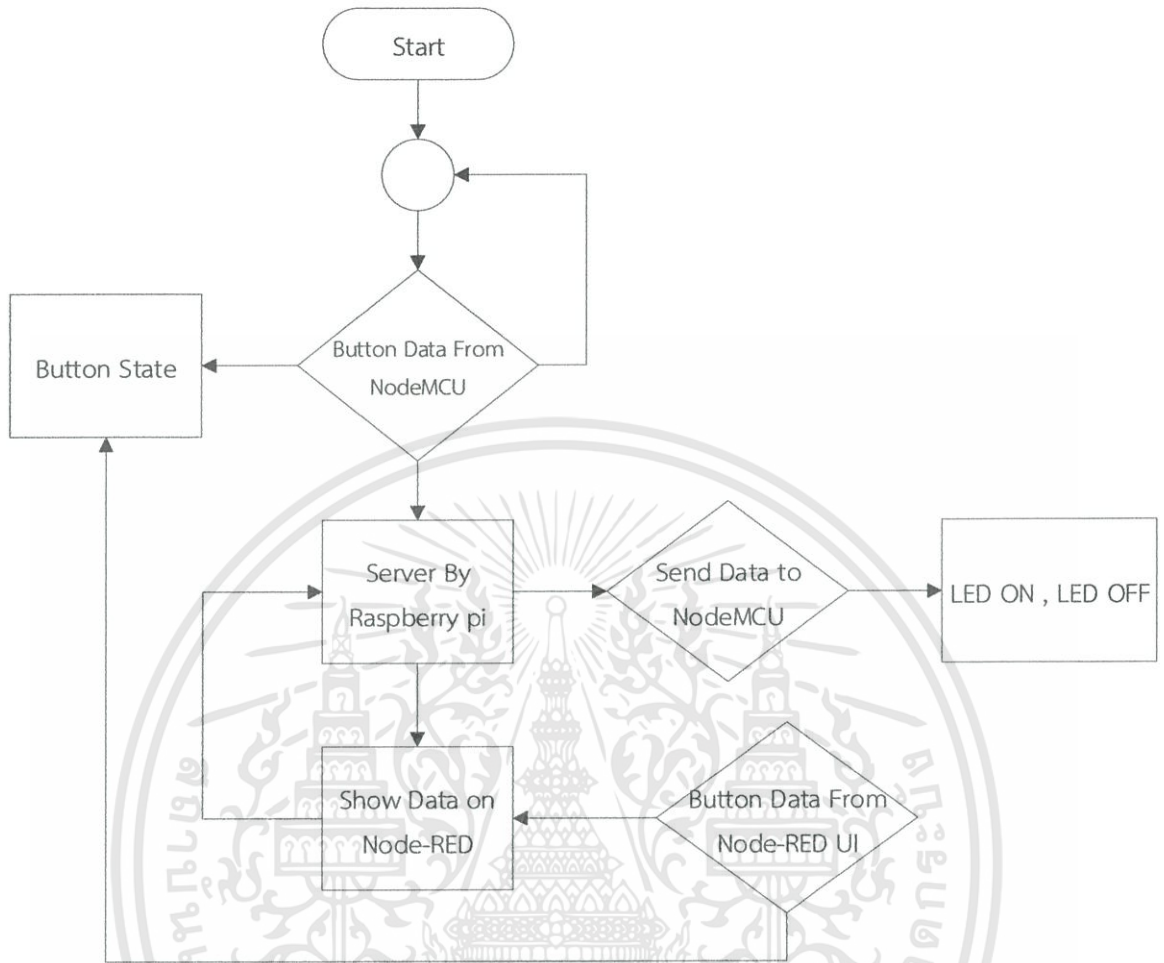 Start
Button Data From
NodeMCU
Button State
Server By
Raspberry pi
Send Data to
NodeMCU
LED ON , LED OFF
Show Data on
Node-RED
Button Data From
Node-RED UI